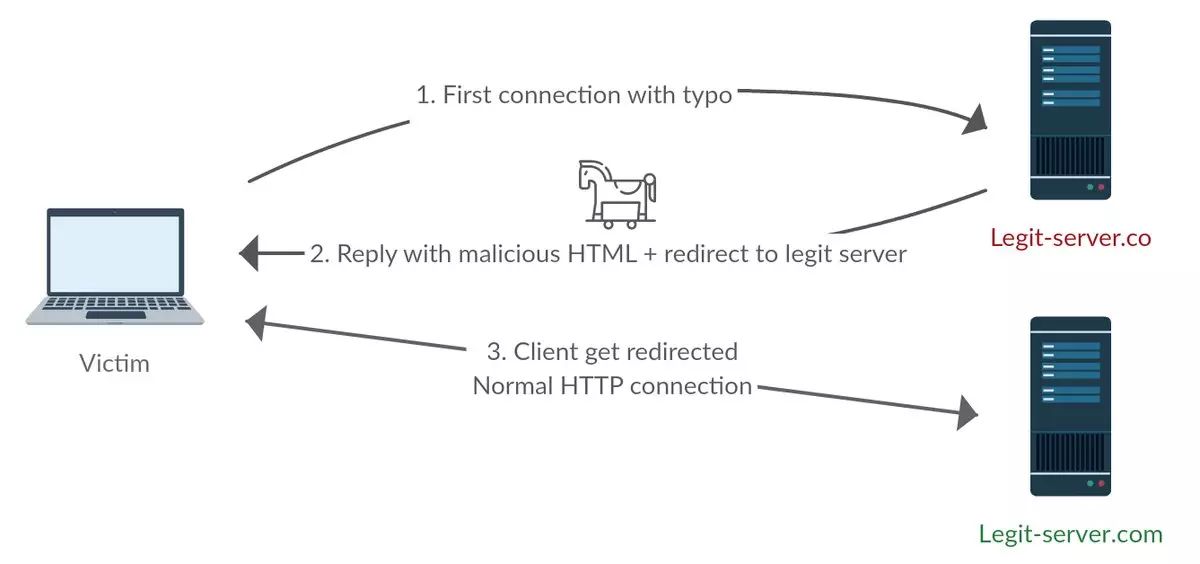 1. First connection with typo
Legit-server.co
2. Reply with malicious HTML + redirect to legit server
Victim
3. Client get redirected
Normal HTTP connection
Legit-server.com